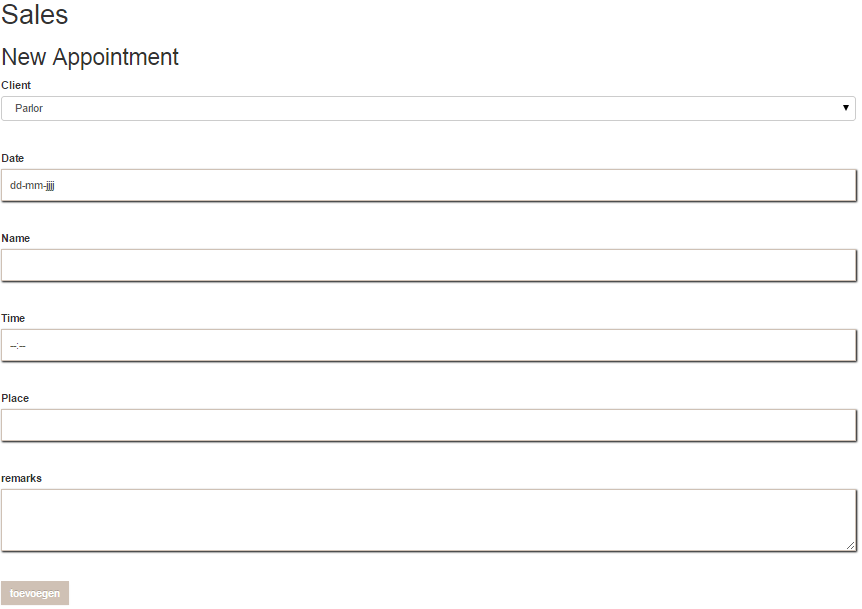 Sales
New Appointment
Client
Parlor
Date
dd-mm-jjjj
Name
Time
--:--
Place
remarks
toevoegen